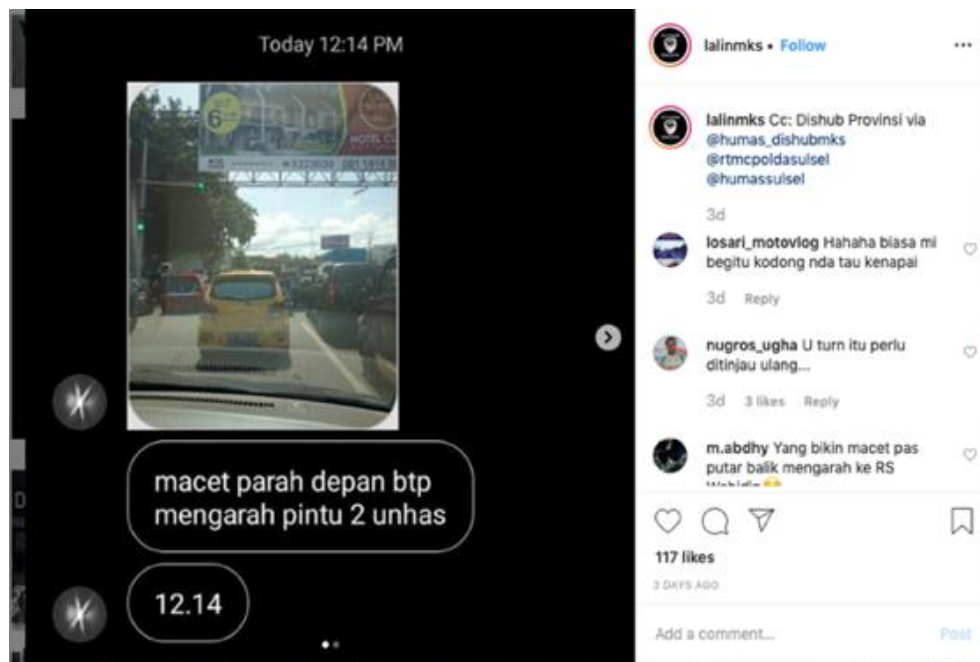 Today 12:14 PM
6
HOTEL
macet parah depan btp
mengarah pintu 2 unhas
12.14
lalinmks • Follow
lalinmks Cc: Dishub Provinsi via
@humas_dishubmks
@rtmcpoldasulsel
@humassulsel
3d
losari_motovlog Hahaha biasa mi
begitu kodong nda tau kenapai
3d Reply
nugros_ugha U turn itu perlu
ditinjau ulang...
3d 3 likes Reply
m.abdhy Yang bikin macet pas
putar balik mengarah ke RS
117 likes
3 DAYS AGO
Add a comment... Post